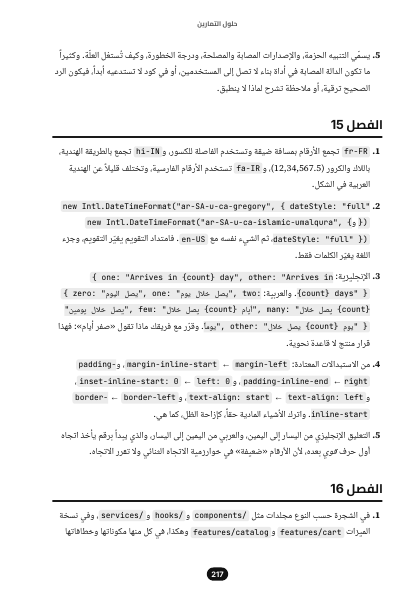 حلول التمارين
5. يسمّي التنبيه الحزمة، والإصدارات المصابة والمصلحة، ودرجة الخطورة، وكيف تُستغل العلّة. وكثيراً
ما تكون الدالة المصابة في أداة بناء لا تصل إلى المستخدمين، أو في كود لا تستدعيه أبداً، فيكون الرد
الصحيح ترقية، أو ملاحظة تشرح لماذا لا ينطبق.
الفصل 15
1. fr-FR تجمع الأرقام بمسافة ضيقة وتستخدم الفاصلة للكسور، و hi-IN تجمع بالطريقة الهندية،
باللاك والكرور (12,34,567.5)، و fa-IR تستخدم الأرقام الفارسية، وتختلف قليلاً عن الهندية
العربية في الشكل.
2. new Intl.DateTimeFormat("ar-SA-u-ca-gregory", { dateStyle: "full"
}) و new Intl.DateTimeFormat("ar-SA-u-ca-islamic-umalqura", {
dateStyle: "full" })، ثم الشيء نفسه مع en-US. فامتداد التقويم يغيّر التقويم، وجزء
اللغة يغيّر الكلمات فقط.
3. الإنجليزية: { one: "Arrives in {count} day", other: "Arrives in
{count} days" }. والعربية: { zero: "يصل اليوم", one: "يصل خلال يوم", two:
"يصل خلال يومين", few: "يصل خلال {count} أيام", many: "يصل خلال {count}
يوماً", other: "يصل خلال {count} يوم" }. وقرّر مع فريقك ماذا تقول «صفر أيام»: فهذا
قرار منتج لا قاعدة نحوية.
4. من الاستبدالات المعتادة: margin-left ← margin-inline-start، و padding-
right ← padding-inline-end، و left: 0 ← inset-inline-start: 0،
و text-align: left ← text-align: start، و border-left ← border-
inline-start. واترك الأشياء المادية حقاً، كإزاحة الظل، كما هي.
5. التعليق الإنجليزي من اليسار إلى اليمين، والعربي من اليمين إلى اليسار، والذي يبدأ برقم يأخذ اتجاه
أول حرف قوي بعده، لأن الأرقام «ضعيفة» في خوارزمية الاتجاه الثنائي ولا تقرر الاتجاه.
الفصل 16
1. في الشجرة حسب النوع مجلدات مثل components/ و hooks/ و services/، وفي نسخة
الميزات features/cart و features/catalog وهكذا، في كل منها مكوناتها وخطافاتها
217